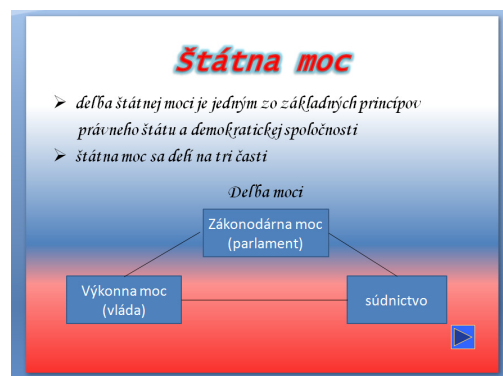 Štátna moc
deľba štátnej moci je jedným zo základných princípov
právneho štátu a demokratickej spoločnosti
štátna moc sa delí na tri časti
Deľba moci
Zákonodárna moc
(parlament)
Výkonna moc
(vláda)
súdnictvo